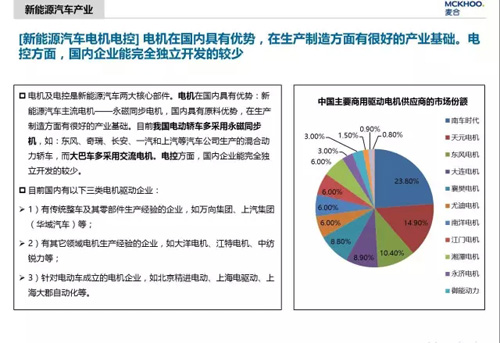 新能源汽车产业
MCKHOO.
麦合
[新能源汽车电机电控] 电机在国内具有优势，在生产制造方面有很好的产业基础。电
控方面，国内企业能完全独立开发的较少
电机及电控是新能源汽车两大核心部件。电机在国内具有优势：新
能源汽车主流电机——永磁同步电机，国内具有原料优势，在生产
制造方面有很好的产业基础。目前我国电动轿车多采用永磁同步
机，如：东风、奇瑞、长安、一汽和上汽等汽车公司生产的混合动
力轿车，而大巴车多采用交流电机。电控方面，国内企业能完全独
立开发的较少。
目前国内有以下三类电机驱动企业：
1）有传统整车及其零部件生产经验的企业，如万向集团、上汽集团
（华域汽车）等；
2）有其它领域电机生产经验的企业，如大洋电机、江特电机、中纺
锐力等；
3）针对电动车成立的电机企业，如北京精进电动、上海电驱动、上
海大郡自动化等。
中国主要商用驱动电机供应商的市场份额
0.90%
1.50%
0.80%
3.00%
3.00%
6.00%
6.00%
6.00%
6.00%
6.80%
8.90%
10.40%
14.90%
23.80%
南车时代
天元电机
东风电机
大连电机
襄樊电机
尤迪电机
南洋电机
江门电机
湘潭电机
永济电机
御能动力